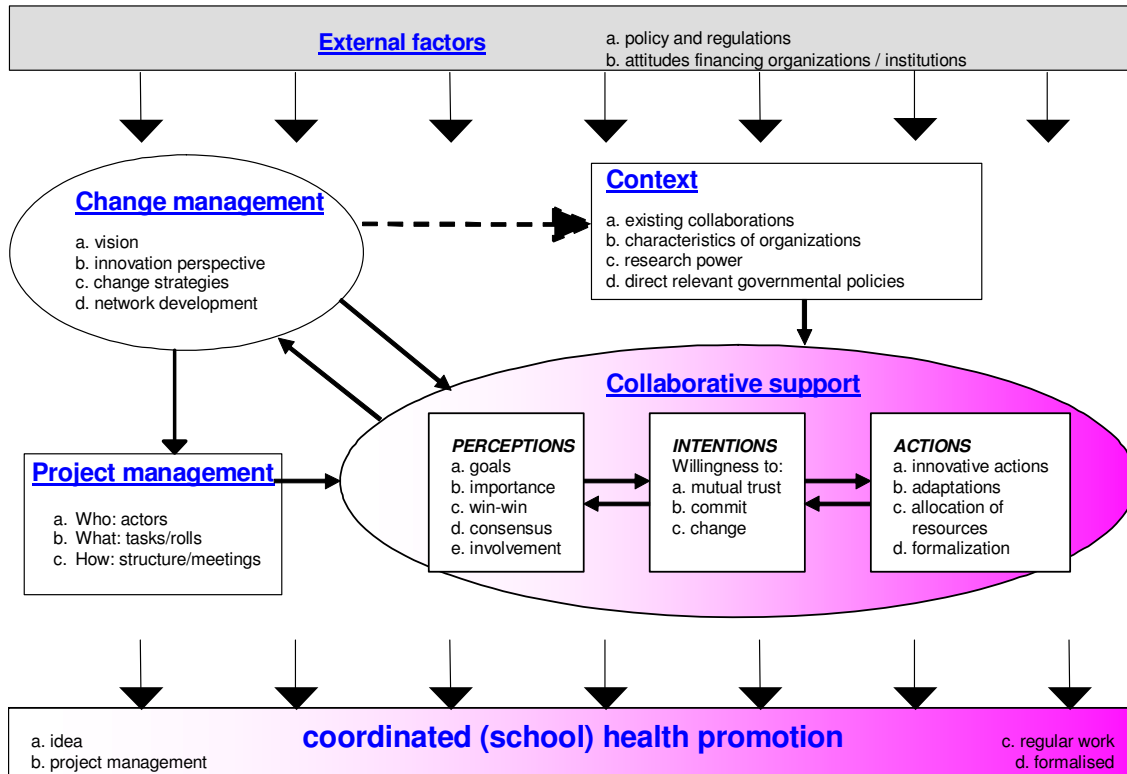 External factors
a. policy and regulations
b. attitudes financing organizations / institutions
Change management
a. vision
b. innovation perspective
c. change strategies
d. network development
Context
a. existing collaborations
b. characteristics of organizations
c. research power
d. direct relevant governmental policies
Collaborative support
Project management
a. Who: actors
b. What: tasks/rolls
c. How: structure/meetings
PERCEPTIONS
a. goals
b. importance
c. win-win
d. consensus
e. involvement
INTENTIONS
Willingness to:
a. mutual trust
b. commit
c. change
ACTIONS
a. innovative actions
b. adaptations
c. allocation of
resources
d. formalization
coordinated (school) health promotion
a. idea
b. project management
c. regular work
d. formalised